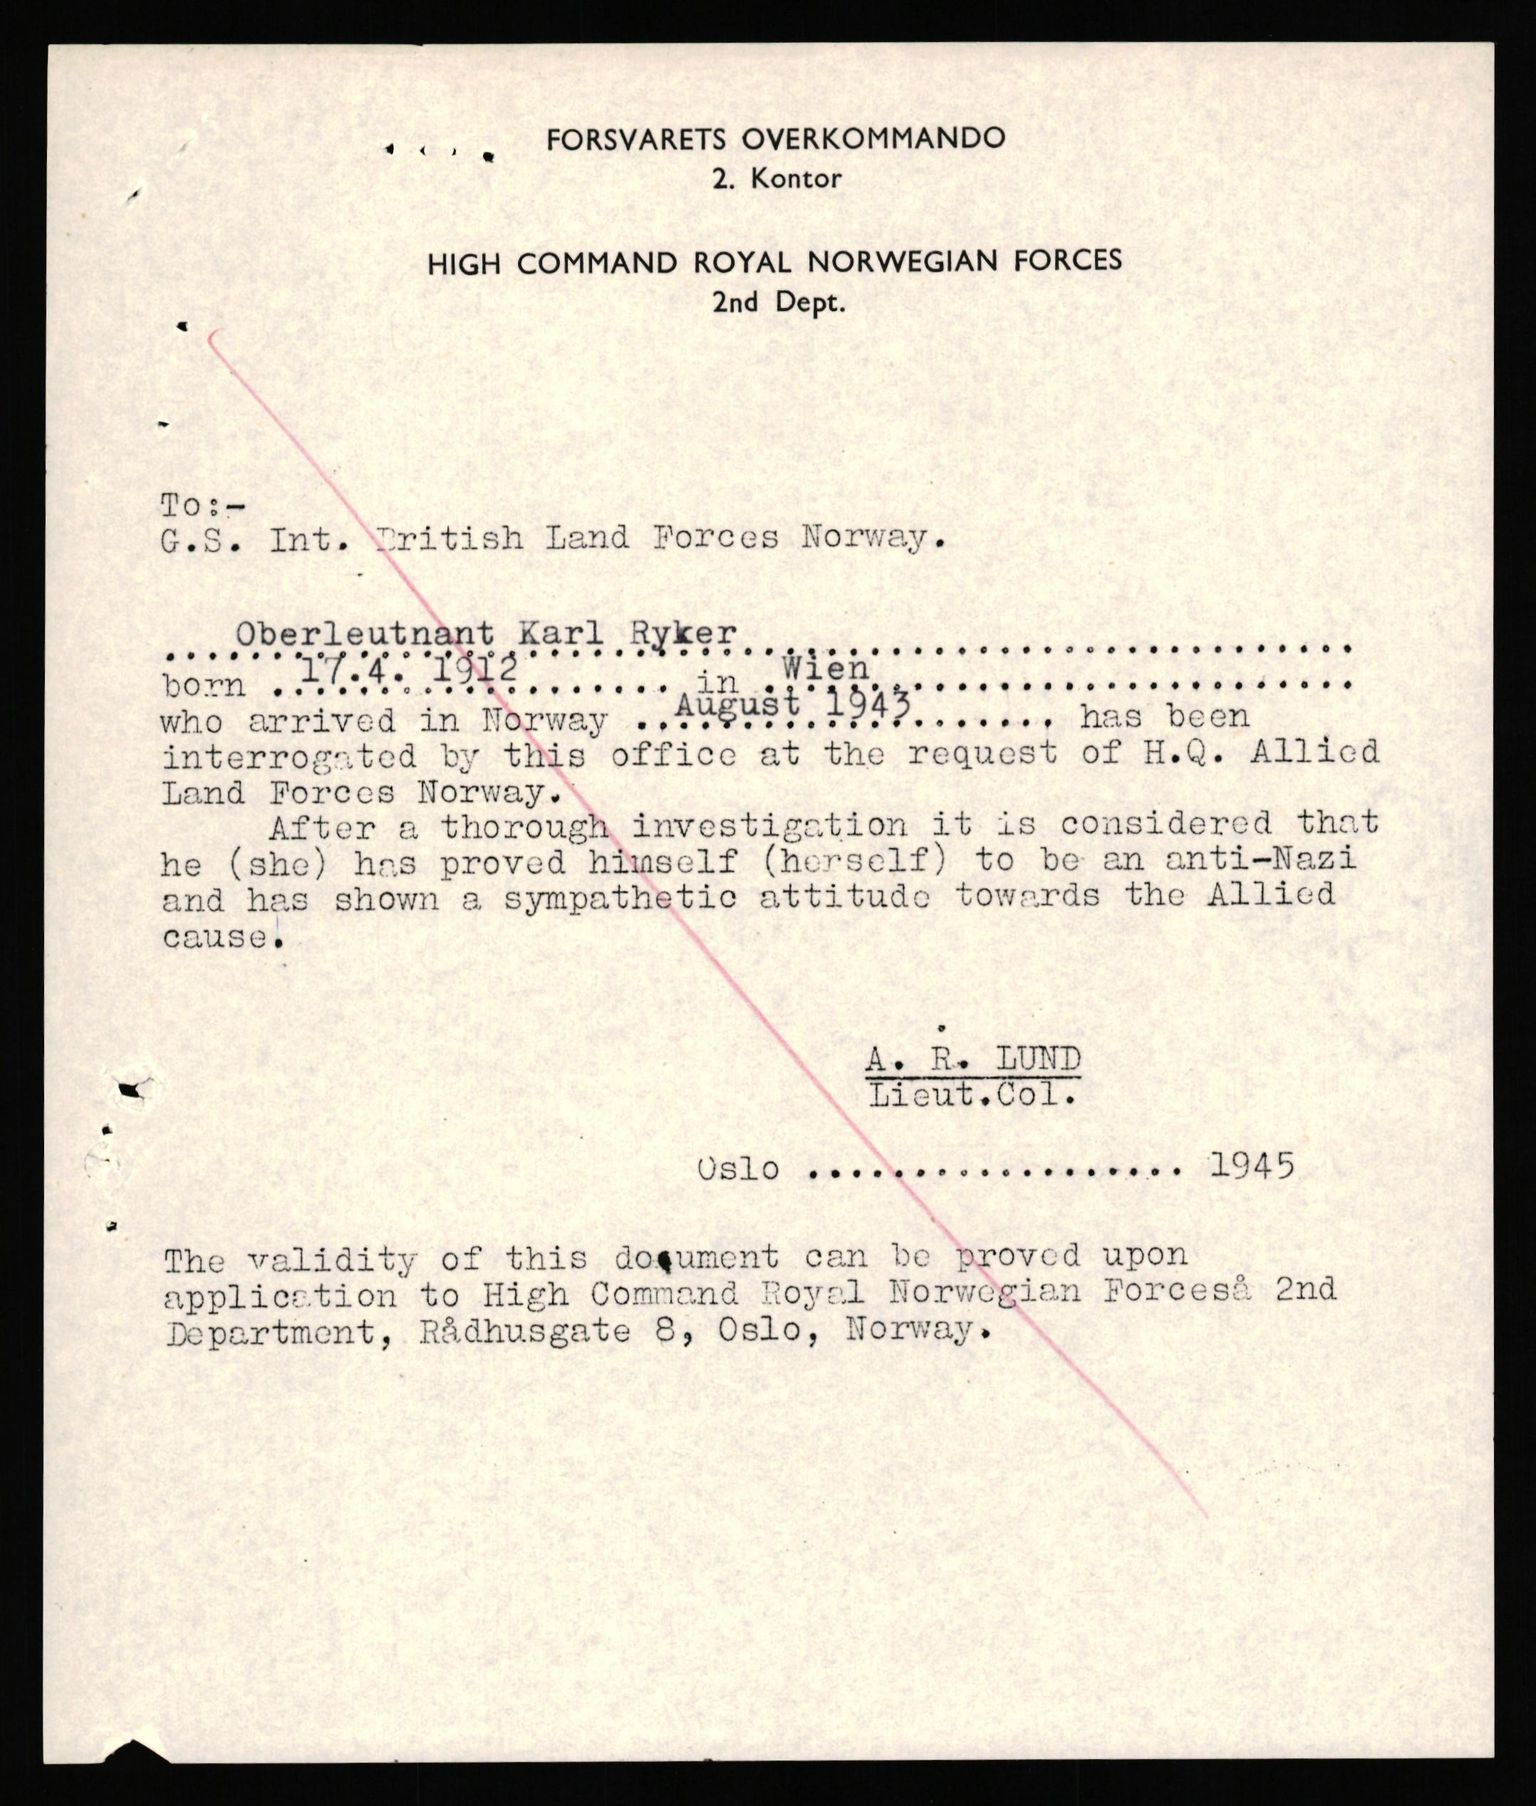 FORSVARETS OVERKOMMANDO
2. Kontor
HIGH COMMAND ROYAL NORWEGIAN FORCES
2nd Dept.
To:-
G.S. Int. British Land Forces Norway.
Oberleutnant Karl Ryker
born 17.4. 1912 in Wien
who arrived in Norway August 1943 has been
interrogated by this office at the request of H.Q. Allied
Land Forces Norway.
After a thorough investigation it is considered that
he (she) has proved himself (herself) to be an anti-Nazi
and has shown a sympathetic attitude towards the Allied
cause.
A. R. LUND
Lieut.Col.
Oslo .................. 1945
The validity of this document can be proved upon
application to High Command Royal Norwegian Forceså 2nd
Department, Rådhusgate 8, Oslo, Norway.